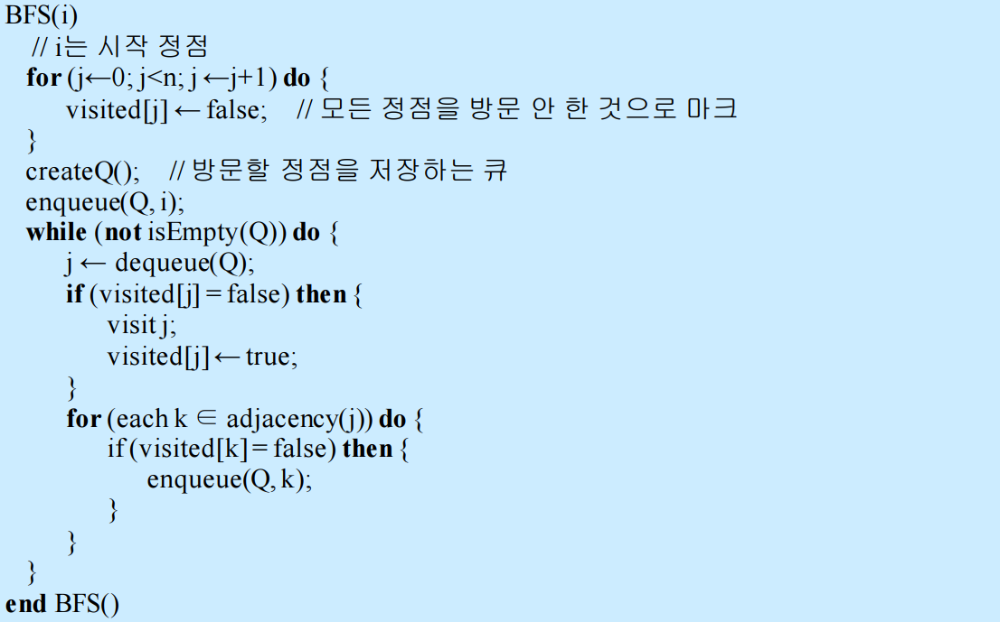 BFS(i)
// i는 시작 정점
for (j←0; j<n; j ←j+1) do {
visited[j] ← false; // 모든 정점을 방문 안 한 것으로 마크
}
createQ(); // 방문할 정점을 저장하는 큐
enqueue(Q, i);
while (not isEmpty(Q)) do {
j ← dequeue(Q);
if (visited[j] = false) then {
visit j;
visited[j] ← true;
}
for (each k ∈ adjacency(j)) do {
if (visited[k] = false) then {
enqueue(Q, k);
}
}
}
end BFS()